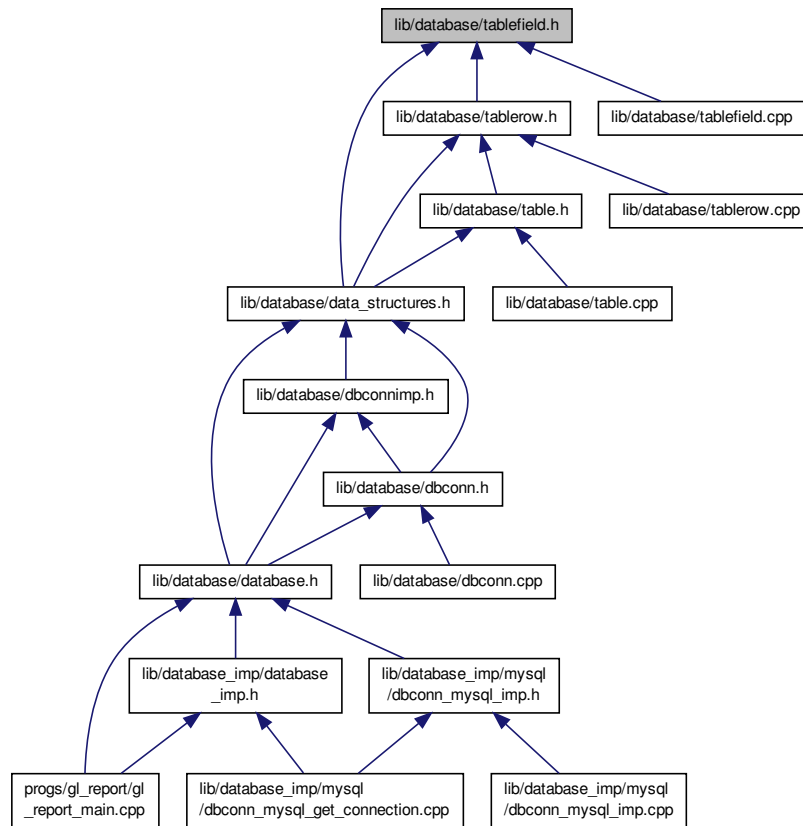 lib/database/tablefield.h
lib/database/tablerow.h
lib/database/tablefield.cpp
lib/database/table.h
lib/database/tablerow.cpp
lib/database/data_structures.h
lib/database/table.cpp
lib/database/dbconnimp.h
lib/database/dbconn.h
lib/database/database.h
lib/database/dbconn.cpp
lib/database_imp/database
_imp.h
lib/database_imp/mysql
/dbconn_mysql_imp.h
progs/gl_report/gl
_report_main.cpp
lib/database_imp/mysql
/dbconn_mysql_get_connection.cpp
lib/database_imp/mysql
/dbconn_mysql_imp.cpp